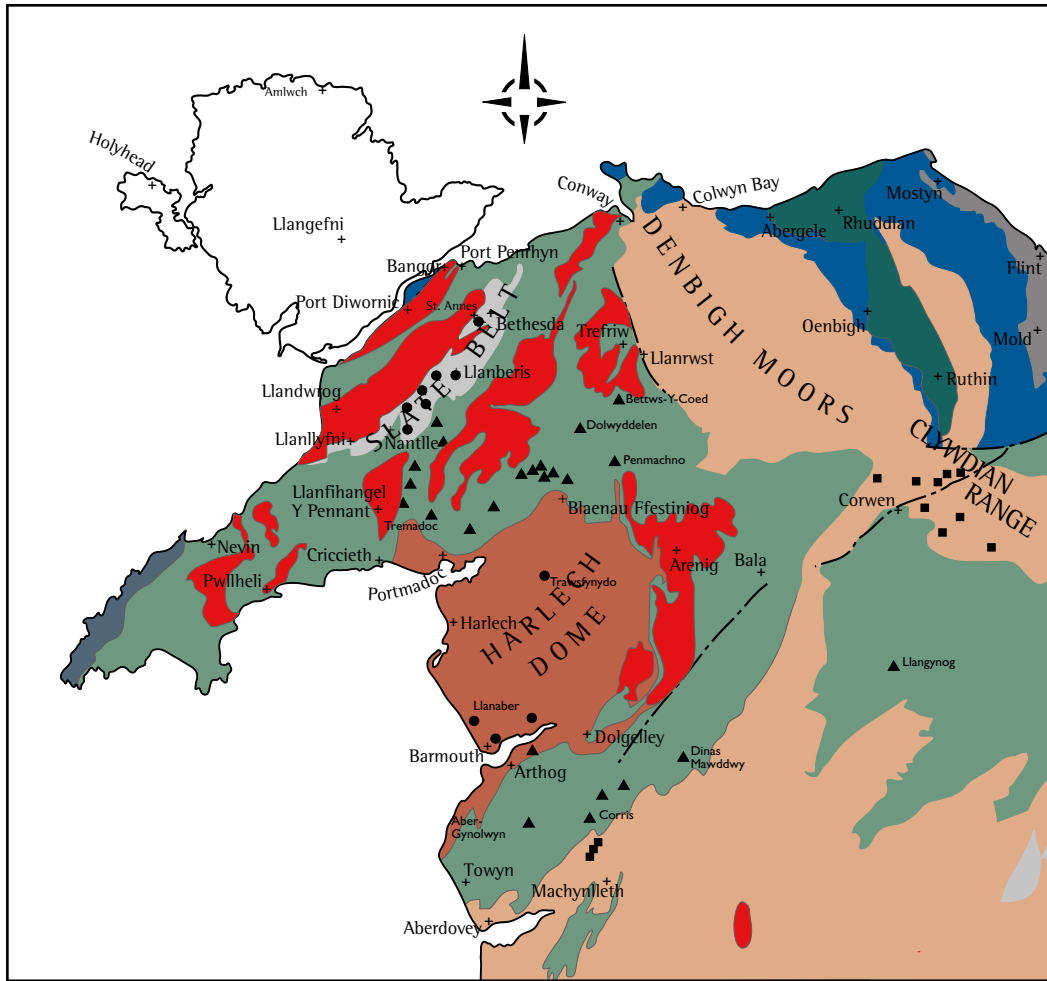 Amlwch
Holyhead
Llangefni
Conway
Colwyn Bay
Mostyn
Abergele
Rhuddlan
Flint
Bangor
Port Penrhyn
Port Diwornic
St. Annes
Bethesda
SLATE BELT
DENBIGH MOORS
Oenbigh
Mold
Trefriw
Llanrwst
Llanberis
Ruthin
Llandwrog
Bettws-Y-Coed
Dolwyddelen
Llanllyfni
Nantlle
Penmachno
CLYWDIAN
RANGE
Corwen
Llanfihangel
Y Pennant
Blaenau Ffestiniog
Tremadoc
Nevin
Criccieth
Arenig
Bala
Pwllheli
Portmadoc
Trawsfynydo
HARLECH
DOME
Harlech
Llangynog
Llanaber
Barmouth
Dolgelley
Dinas
Mawddwy
Arthog
Aber-
Gynolwyn
Corris
Towyn
Machynlleth
Aberdovey